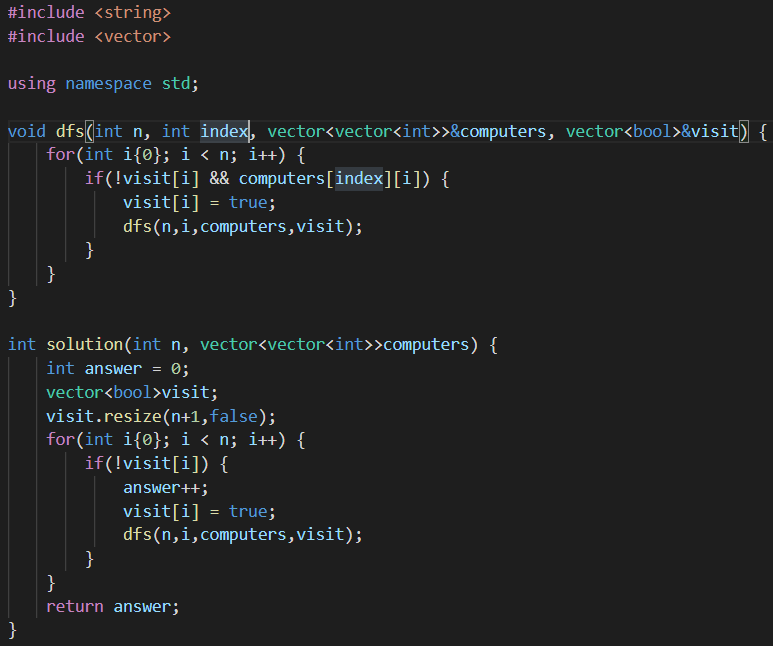 #include <string>
#include <vector>
using namespace std;
void dfs(int n, int index, vector<vector<int>>&computers, vector<bool>&visit) {
for(int i{0}; i < n; i++) {
if(!visit[i] && computers[index][i]) {
visit[i] = true;
dfs(n,i,computers,visit);
}
}
}
int solution(int n, vector<vector<int>>computers) {
int answer = 0;
vector<bool>visit;
visit.resize(n+1,false);
for(int i{0}; i < n; i++) {
if(!visit[i]) {
answer++;
visit[i] = true;
dfs(n,i,computers,visit);
}
}
return answer;
}